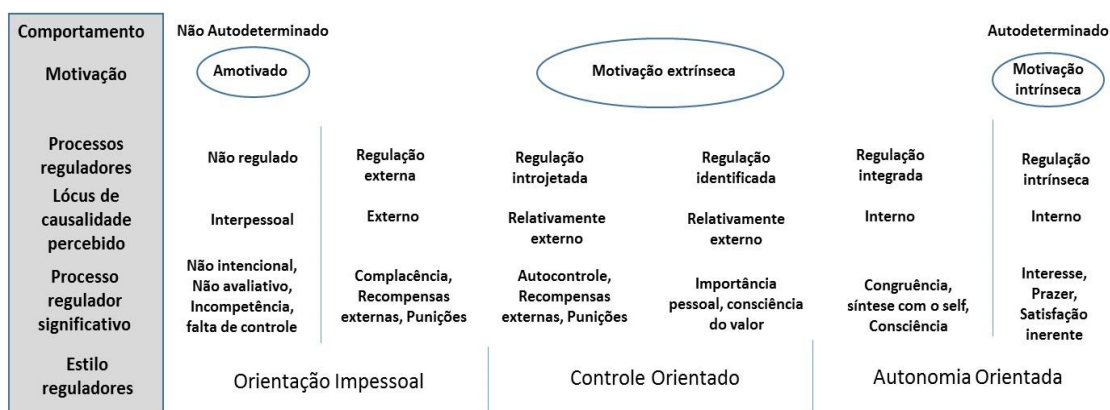 Comportamento
Não Autodeterminado
Autodeterminado
Motivação
Amotivado
Motivação extrínseca
Motivação
intrínseca
Processos
reguladores
Não regulado
Regulação
externa
Regulação
introjetada
Regulação
identificada
Regulação
integrada
Regulação
intrínseca
Lócus de
causalidade
percebido
Interpessoal
Externo
Relativamente
externo
Relativamente
externo
Interno
Interno
Processo
regulador
significativo
Não intencional,
Não avaliativo,
Incompetência,
falta de controle
Complacência,
Recompensas
externas, Punições
Autocontrole,
Recompensas
externas, Punições
Importância
pessoal, consciência
do valor
Congruência,
síntese com o self,
Consciência
Interesse,
Prazer,
Satisfação
inerente
Estilo
reguladores
Orientação Impessoal
Controle Orientado
Autonomia Orientada